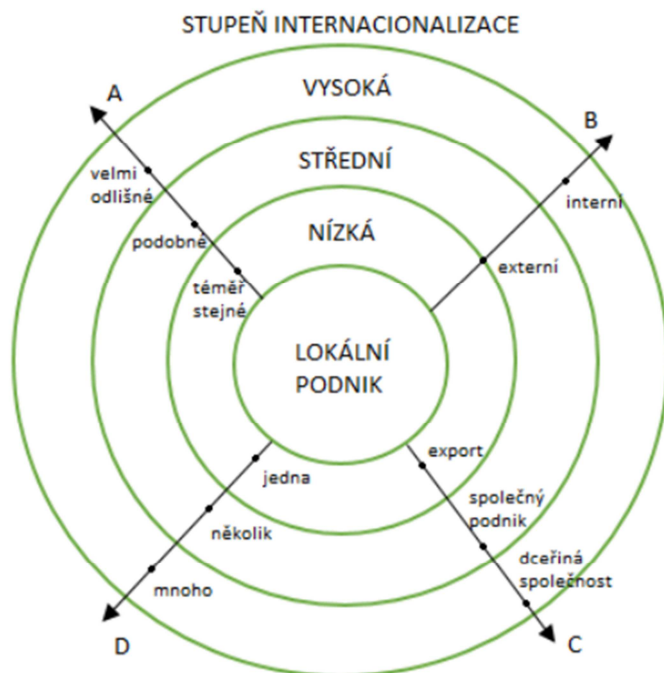 STUPEŇ INTERNACIONALIZACE
VYSOKÁ
A
B
STŘEDNÍ
velmi
odlišné
interní
podobné
NÍZKÁ
externí
téměř
stejné
LOKÁLNÍ
PODNIK
export
jedna
společný
podnik
několik
dceřiná
společnost
mnoho
D
C